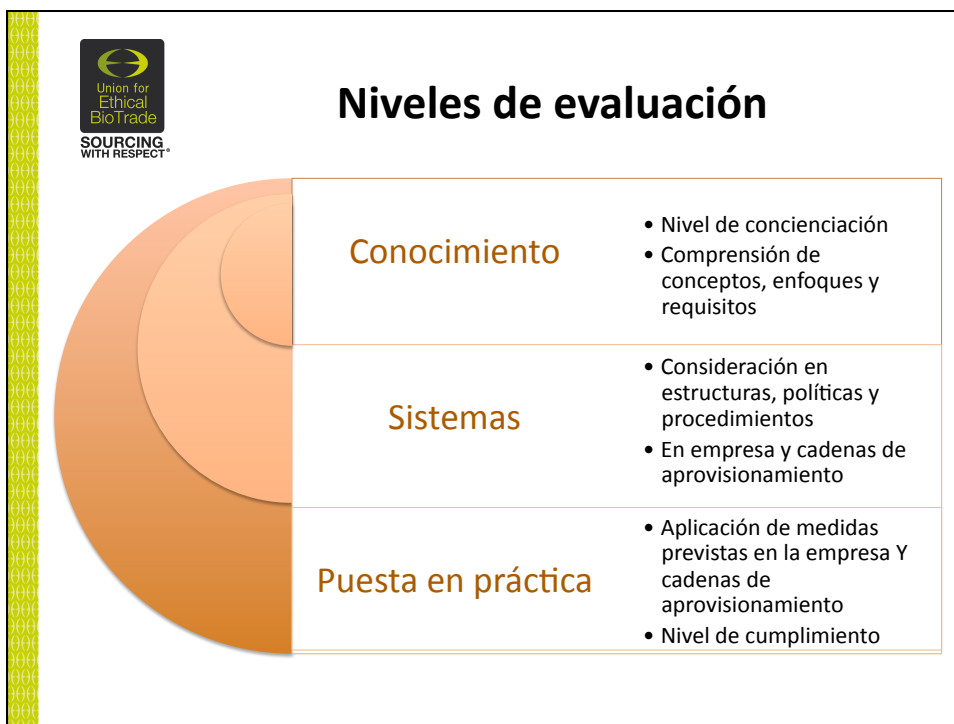 Union for
Ethical
BioTrade
SOURCING
WITH RESPECT®
Niveles de evaluación
Conocimiento
• Nivel de concienciación
• Comprensión de
conceptos, enfoques y
requisitos
Sistemas
• Consideración en
estructuras, políticas y
procedimientos
• En empresa y cadenas de
aprovisionamiento
Puesta en práctica
• Aplicación de medidas
previstas en la empresa Y
cadenas de
aprovisionamiento
• Nivel de cumplimiento